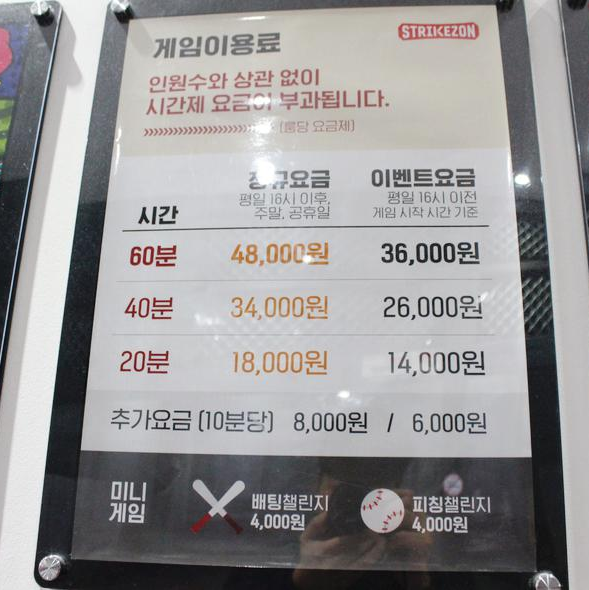 STRIKEZON
게임이용료
인원수와 상관 없이
시간제 요금이 부과됩니다.
(룸당 요금제)
시간 정규요금 이벤트요금
평일 16시 이후, 평일 16시 이전
주말, 공휴일 게임 시작 시간 기준
60분 48,000원 36,000원
40분 34,000원 26,000원
20분 18,000원 14,000원
추가요금 (10분당) 8,000원 / 6,000원
미니 배팅챌린지 피칭챌린지
게임 4,000원 4,000원